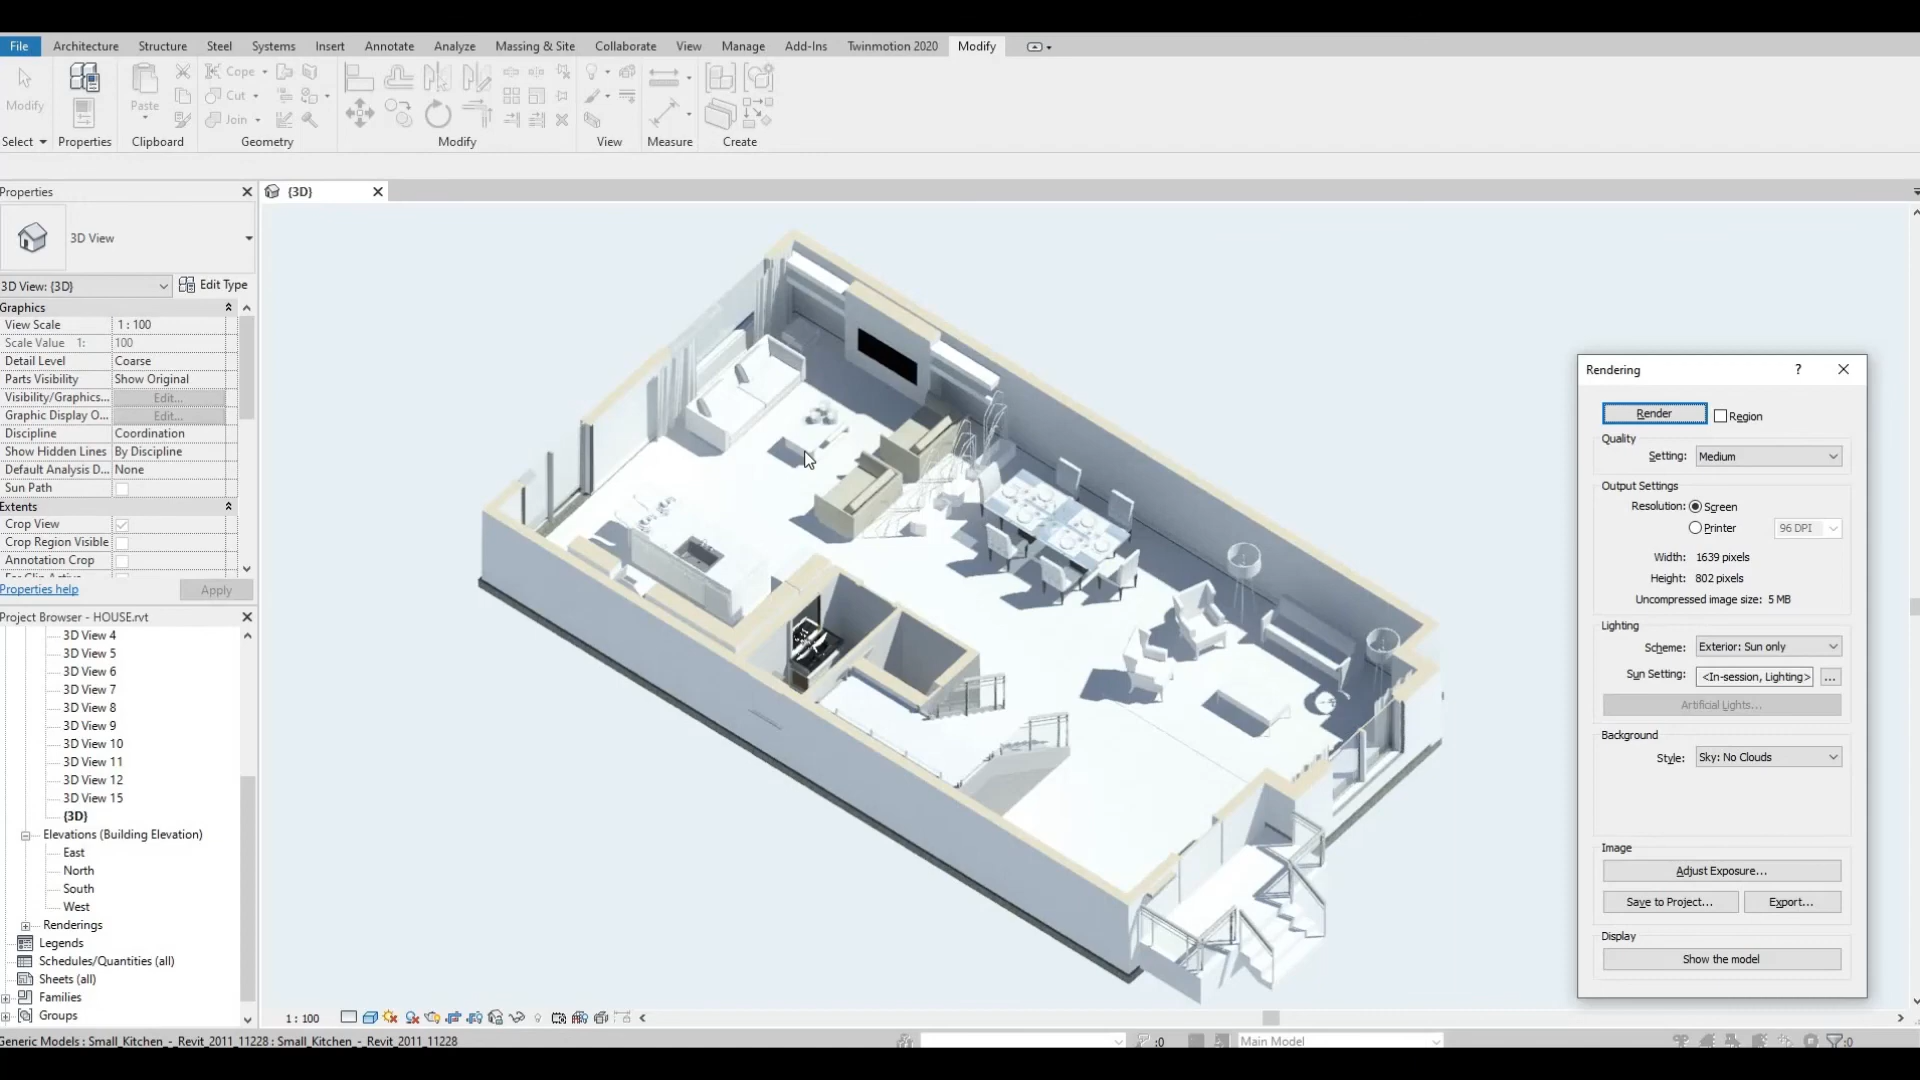 File Architecture Structure Steel Systems Insert Annotate Analyze Massing & Site Collaborate View Manage Add-Ins Twinmotion 2020 Modify
Cope
Modify Paste Cut
Join
Select Properties Clipboard Geometry Modify View Measure Create
Properties
{3D}
3D View
3D View: {3D} Edit Type
Graphics
View Scale 1 : 100
Scale Value 1: 100
Detail Level Coarse
Parts Visibility Show Original
Visibility/Graphics... Edit...
Graphic Display O... Edit...
Discipline Coordination
Show Hidden Lines By Discipline
Default Analysis D... None
Sun Path
Extents
Crop View
Crop Region Visible
Annotation Crop
Properties help Apply
Project Browser - HOUSE.rvt
3D View 4
3D View 5
3D View 6
3D View 7
3D View 8
3D View 9
3D View 10
3D View 11
3D View 12
3D View 15
{3D}
Elevations (Building Elevation)
East
North
South
West
Renderings
Legends
Schedules/Quantities (all)
Sheets (all)
Families
Groups
Rendering ?
Render Region
Quality
Setting: Medium
Output Settings
Resolution: Screen
Printer 96 DPI
Width: 1639 pixels
Height: 802 pixels
Uncompressed image size: 5 MB
Lighting
Scheme: Exterior: Sun only
Sun Setting: <In-session, Lighting> ...
Artificial Lights...
Background
Style: Sky: No Clouds
Image
Adjust Exposure...
Save to Project... Export...
Display
Show the model
1 : 100
Generic Models : Small_Kitchen_-_Revit_2011_11228 : Small_Kitchen_-_Revit_2011_11228
:0 Main Model :0